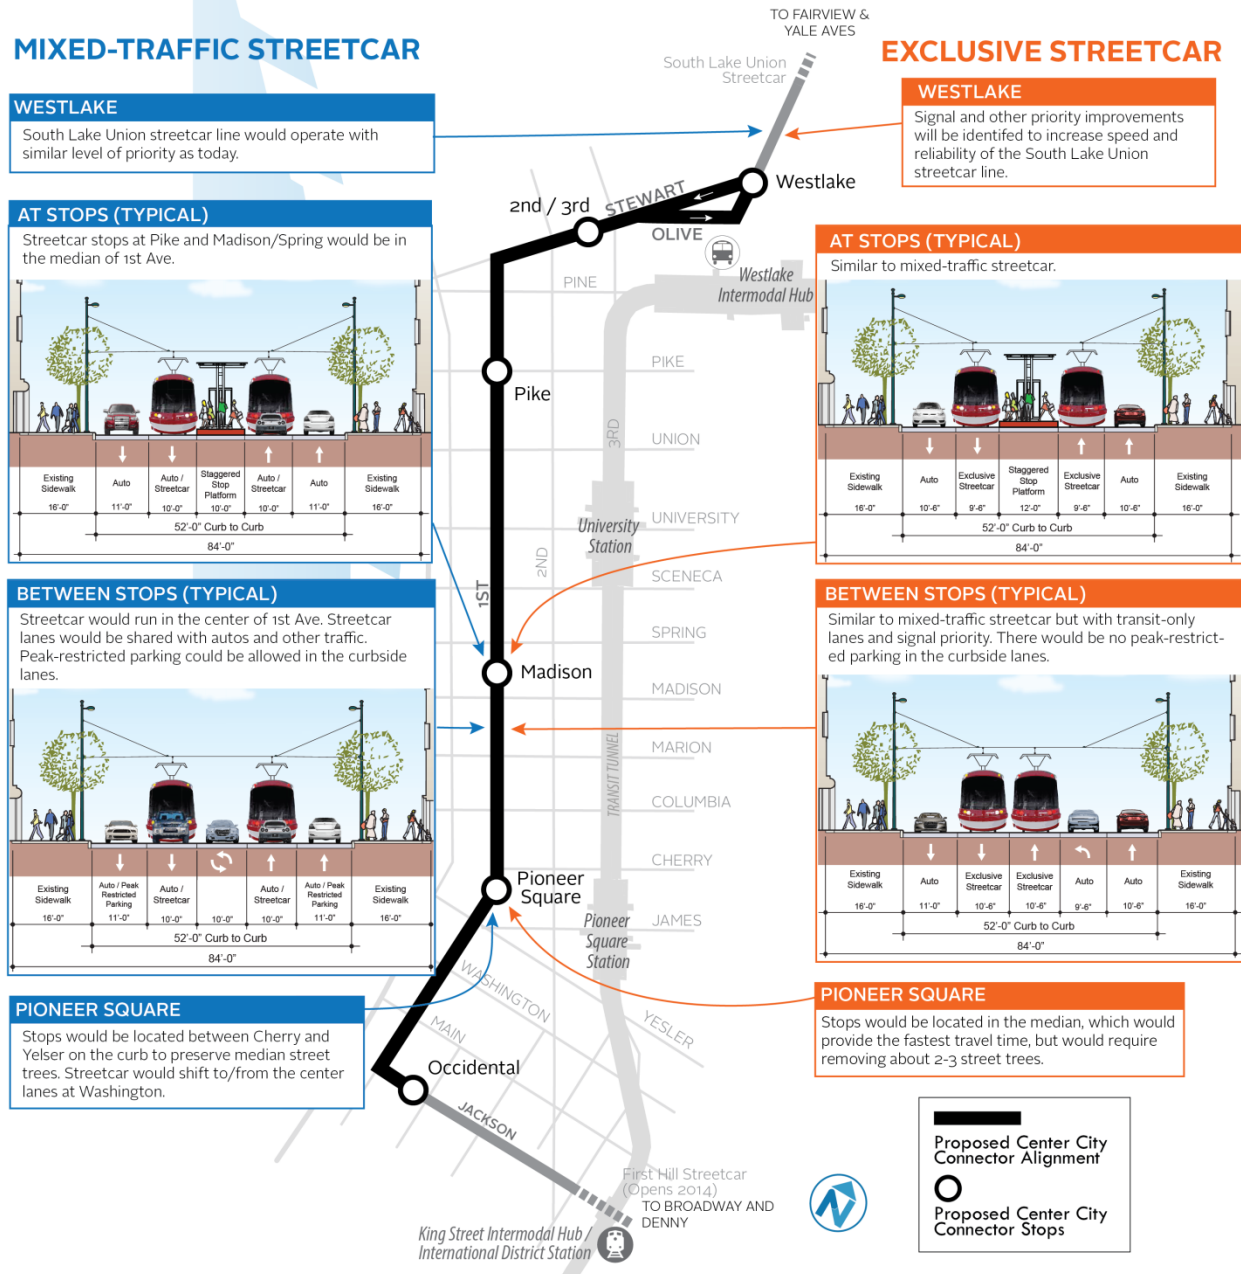 MIXED-TRAFFIC STREETCAR
WESTLAKE
South Lake Union streetcar line would operate with
similar level of priority as today.
AT STOPS (TYPICAL)
Streetcar stops at Pike and Madison/Spring would be in
the median of 1st Ave.
Existing
Sidewalk
16'-0"
Auto
11'-0"
Auto /
Streetcar
10'-0"
Staggered
Stop
Platform
10'-0"
Auto /
Streetcar
10'-0"
Auto
11'-0"
Existing
Sidewalk
16'-0"
52'-0" Curb to Curb
84'-0"
BETWEEN STOPS (TYPICAL)
Streetcar would run in the center of 1st Ave. Streetcar
lanes would be shared with autos and other traffic.
Peak-restricted parking could be allowed in the curbside
lanes.
Existing
Sidewalk
16'-0"
Auto / Peak
Restricted
Parking
11'-0"
Auto /
Streetcar
10'-0"
10'-0"
Auto /
Streetcar
10'-0"
Auto / Peak
Restricted
Parking
11'-0"
Existing
Sidewalk
16'-0"
52'-0" Curb to Curb
84'-0"
PIONEER SQUARE
Stops would be located between Cherry and
Yelser on the curb to preserve median street
trees. Streetcar would shift to/from the center
lanes at Washington.
TO FAIRVIEW &
YALE AVES
South Lake Union
Streetcar
Westlake
STEWART
2nd / 3rd
OLIVE
Westlake
Intermodal Hub
PINE
PIKE
Pike
3RD
UNION
UNIVERSITY
University
Station
2ND
SCENECA
1ST
SPRING
Madison
MADISON
MARION
TRANSIT TUNNEL
COLUMBIA
CHERRY
Pioneer
Square
JAMES
Pioneer
Square
Station
WASHINGTON
YESLER
MAIN
Occidental
JACKSON
First Hill Streetcar
(Opens 2014)
TO BROADWAY AND
DENNY
King Street Intermodal Hub /
International District Station
EXCLUSIVE STREETCAR
WESTLAKE
Signal and other priority improvements
will be identifed to increase speed and
reliability of the South Lake Union
streetcar line.
AT STOPS (TYPICAL)
Similar to mixed-traffic streetcar.
Existing
Sidewalk
16'-0"
Auto
10'-6"
Exclusive
Streetcar
9'-6"
Staggered
Stop
Platform
12'-0"
Exclusive
Streetcar
9'-6"
Auto
10'-6"
Existing
Sidewalk
16'-0"
52'-0" Curb to Curb
84'-0"
BETWEEN STOPS (TYPICAL)
Similar to mixed-traffic streetcar but with transit-only
lanes and signal priority. There would be no peak-restrict-
ed parking in the curbside lanes.
Existing
Sidewalk
16'-0"
Auto
11'-0"
Exclusive
Streetcar
10'-6"
Exclusive
Streetcar
10'-6"
Auto
9'-6"
Auto
10'-6"
Existing
Sidewalk
16'-0"
52'-0" Curb to Curb
84'-0"
PIONEER SQUARE
Stops would be located in the median, which would
provide the fastest travel time, but would require
removing about 2-3 street trees.
N
Proposed Center City
Connector Alignment
Proposed Center City
Connector Stops